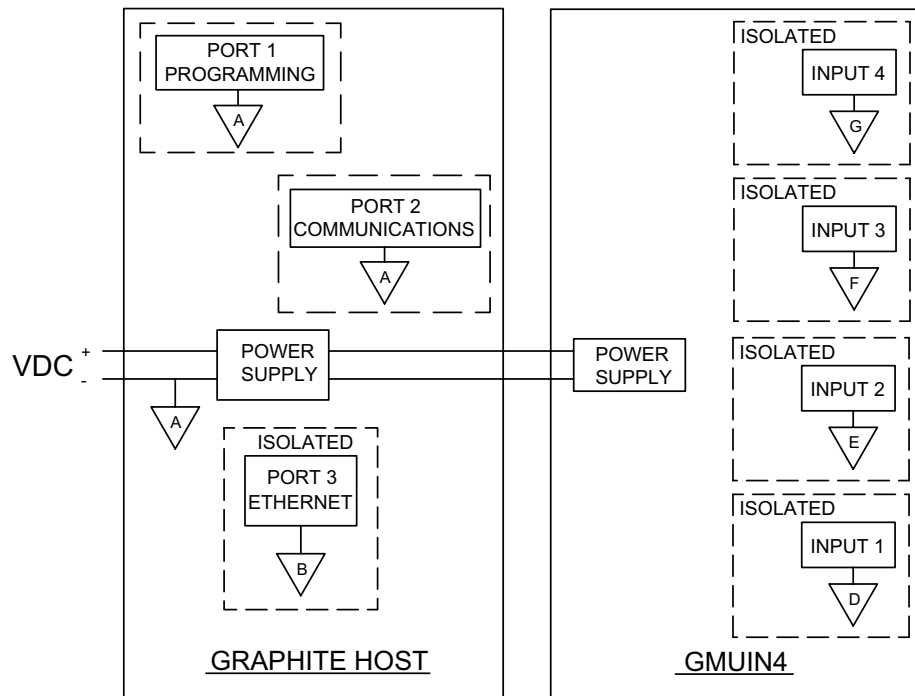 PORT 1
PROGRAMMING
A
PORT 2
COMMUNICATIONS
A
VDC + -
POWER
SUPPLY
A
ISOLATED
PORT 3
ETHERNET
B
GRAPHITE HOST
POWER
SUPPLY
ISOLATED
INPUT 4
G
ISOLATED
INPUT 3
F
ISOLATED
INPUT 2
E
ISOLATED
INPUT 1
D
GMUIN4